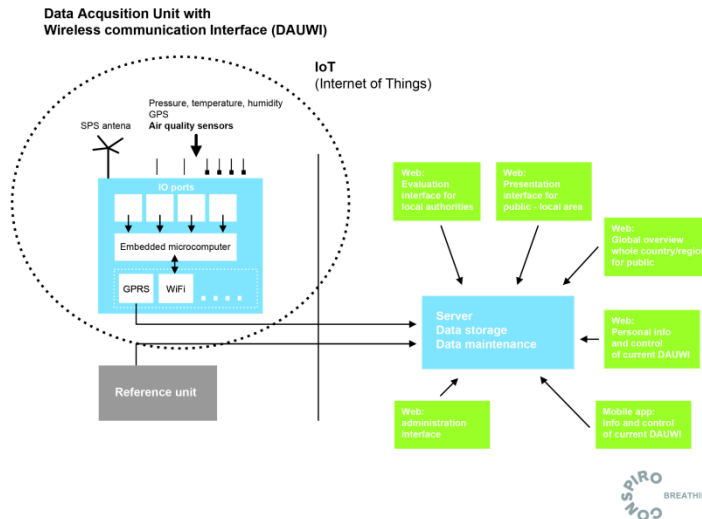 Data Acqusition Unit with
Wireless communication Interface (DAUWI)
IoT
(Internet of Things)
Pressure, temperature, humidity
GPS
Air quality sensors
SPS antena
IO ports
Embedded microcomputer
GPRS
WiFi
Reference unit
Web:
Evaluation
interface for
local authorities
Web:
Presentation
interface for
public - local area
Web:
Global overview
whole country/region
for public
Server
Data storage
Data maintenance
Web:
Personal info
and control
of current DAUWI
Web:
administration
interface
Mobile app:
Info and control
of current DAUWI
CONSPIRO
BREATHI